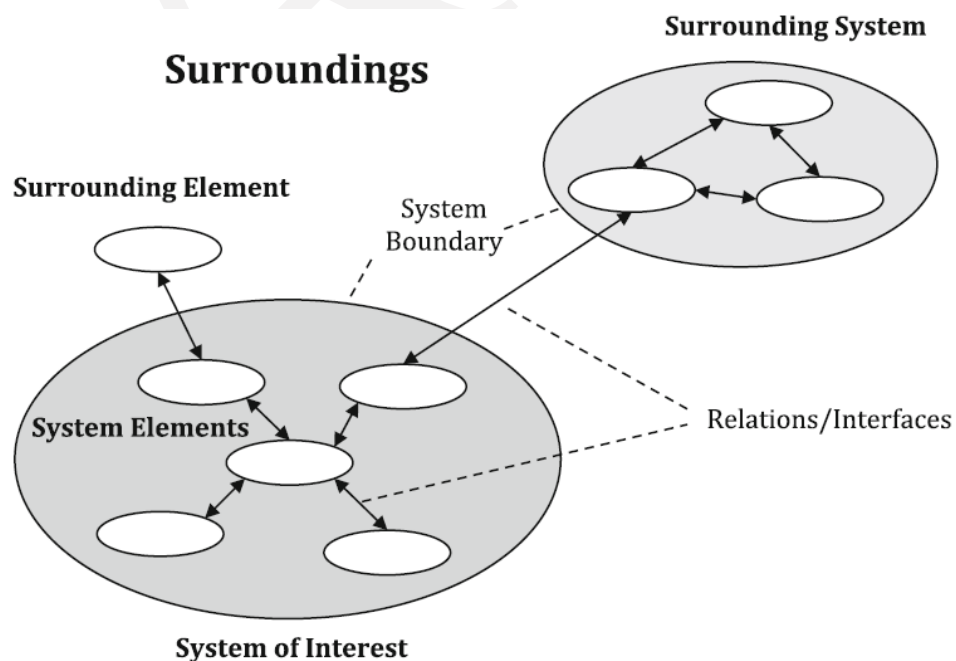 Surrounding System
Surroundings
Surrounding Element
System
Boundary
System Elements
Relations/Interfaces
System of Interest